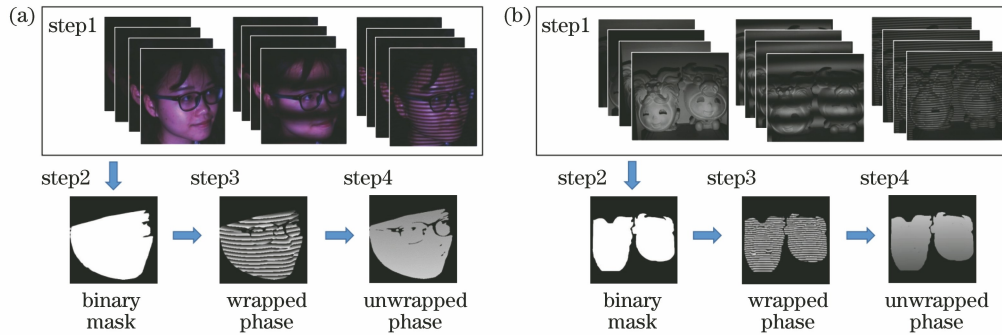 (a)
step1
step2
step3
step4
binary
mask
wrapped
phase
unwrapped
phase
(b)
step1
step2
step3
step4
binary
mask
wrapped
phase
unwrapped
phase